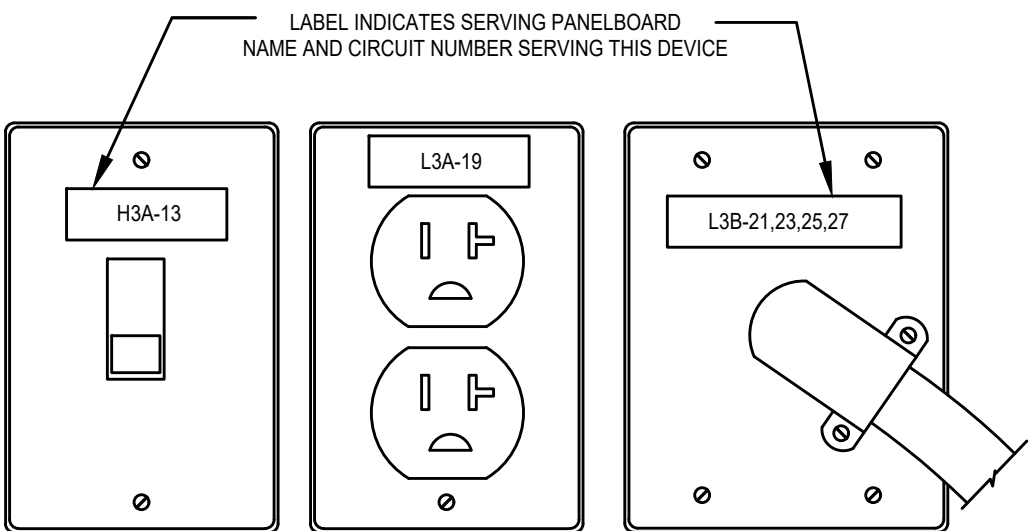 LABEL INDICATES SERVING PANELBOARD
NAME AND CIRCUIT NUMBER SERVING THIS DEVICE
H3A-13
L3A-19
L3B-21,23,25,27